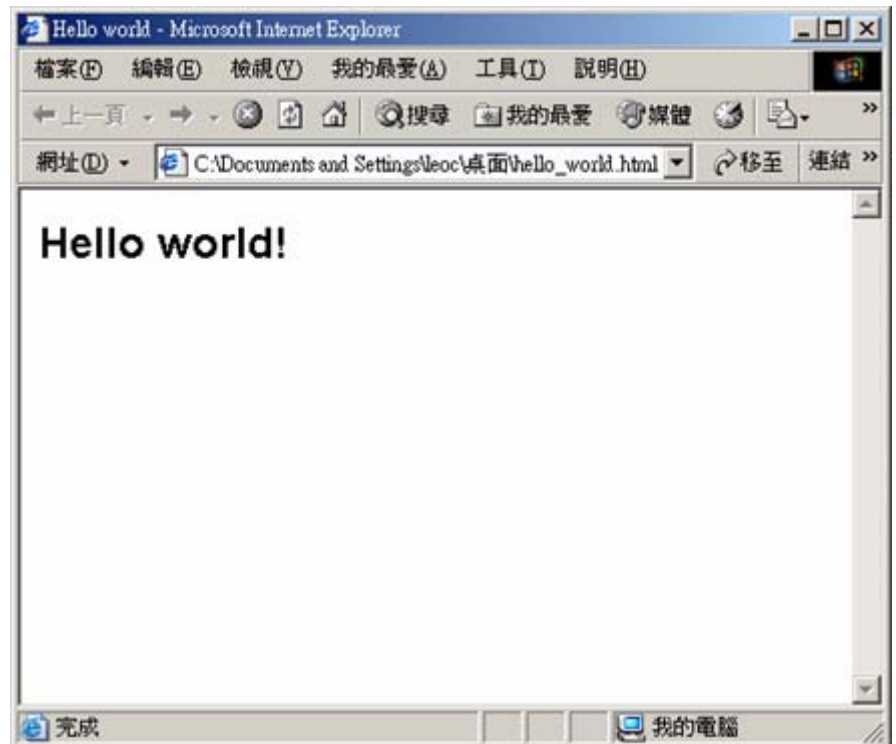 Hello world - Microsoft Internet Explorer
檔案(F) 編輯(E) 檢視(V) 我的最愛(A) 工具(T) 說明(H)
上一頁 搜尋 我的最愛 媒體 »
網址(D) C:\Documents and Settings\leoc\桌面\hello_world.html 移至 連結 »
Hello world!
完成 我的電腦